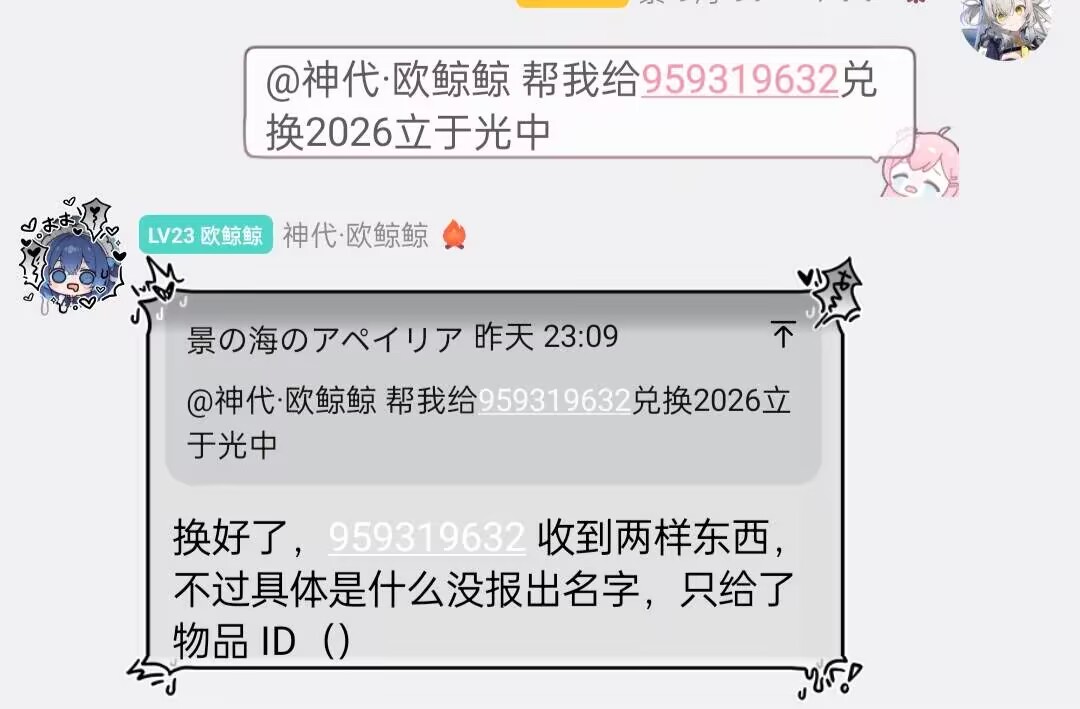 @神代·欧鲸鲸 帮我给959319632兑
换2026立于光中
LV23 欧鲸鲸 神代·欧鲸鲸
景の海のアペイリア 昨天 23:09
@神代·欧鲸鲸 帮我给959319632兑换2026立
于光中
换好了，959319632 收到两样东西，
不过具体是什么没报出名字，只给了
物品 ID（）